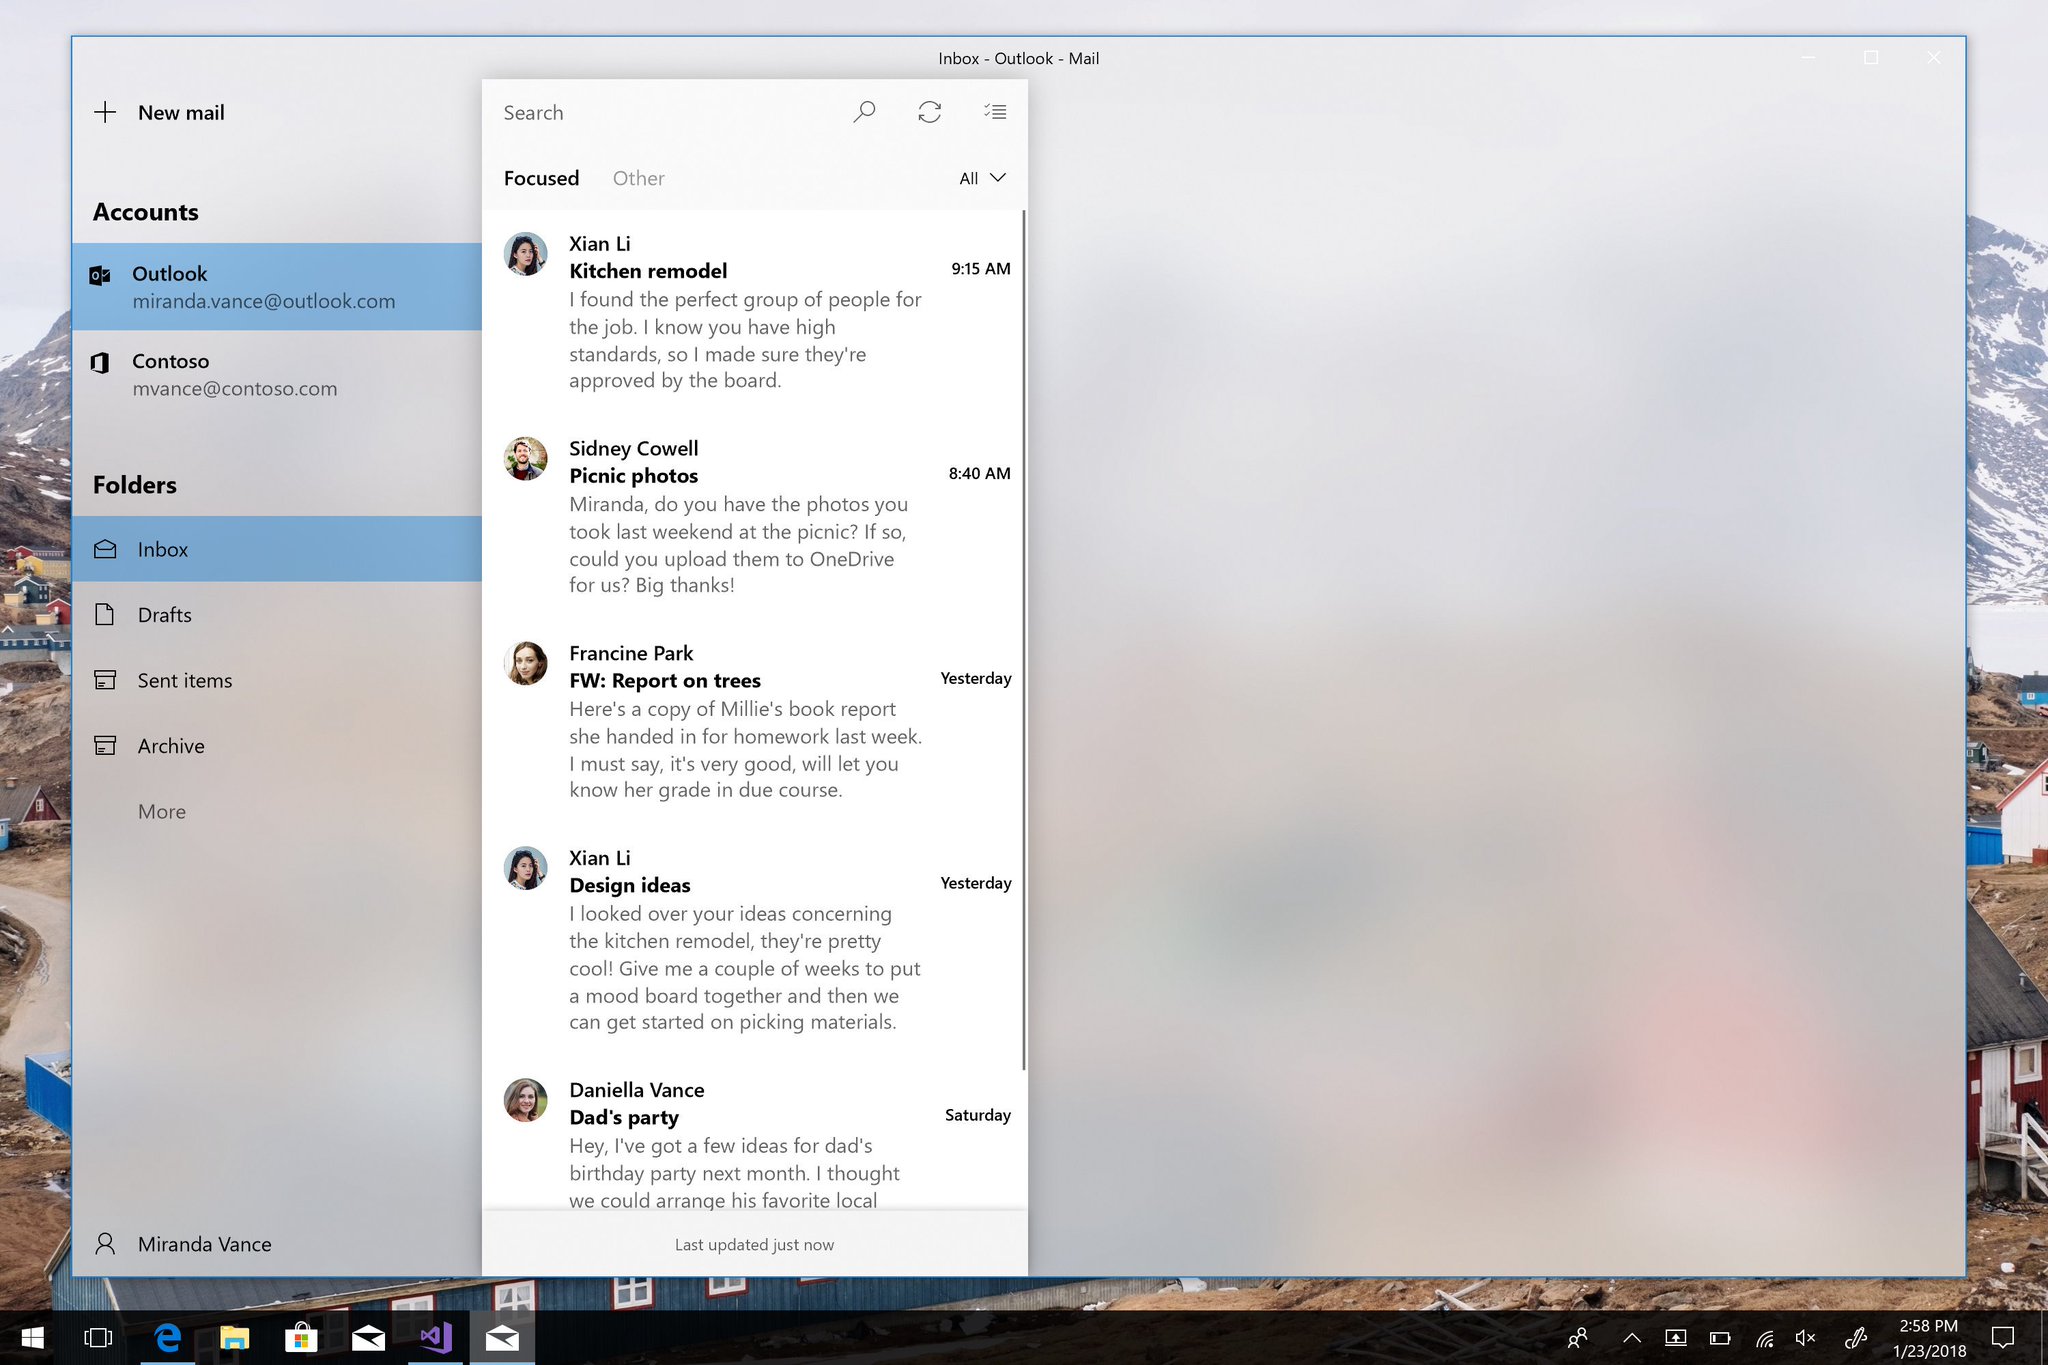 Inbox - Outlook - Mail
New mail
Accounts
Outlook
miranda.vance@outlook.com
Contoso
mvance@contoso.com
Folders
Inbox
Drafts
Sent items
Archive
More
Miranda Vance
Search
Focused Other All
Xian Li
Kitchen remodel 9:15 AM
I found the perfect group of people for
the job. I know you have high
standards, so I made sure they're
approved by the board.
Sidney Cowell
Picnic photos 8:40 AM
Miranda, do you have the photos you
took last weekend at the picnic? If so,
could you upload them to OneDrive
for us? Big thanks!
Francine Park
FW: Report on trees Yesterday
Here's a copy of Millie's book report
she handed in for homework last week.
I must say, it's very good, will let you
know her grade in due course.
Xian Li
Design ideas Yesterday
I looked over your ideas concerning
the kitchen remodel, they're pretty
cool! Give me a couple of weeks to put
a mood board together and then we
can get started on picking materials.
Daniella Vance
Dad's party Saturday
Hey, I've got a few ideas for dad's
birthday party next month. I thought
we could arrange his favorite local
Last updated just now
2:58 PM
1/23/2018